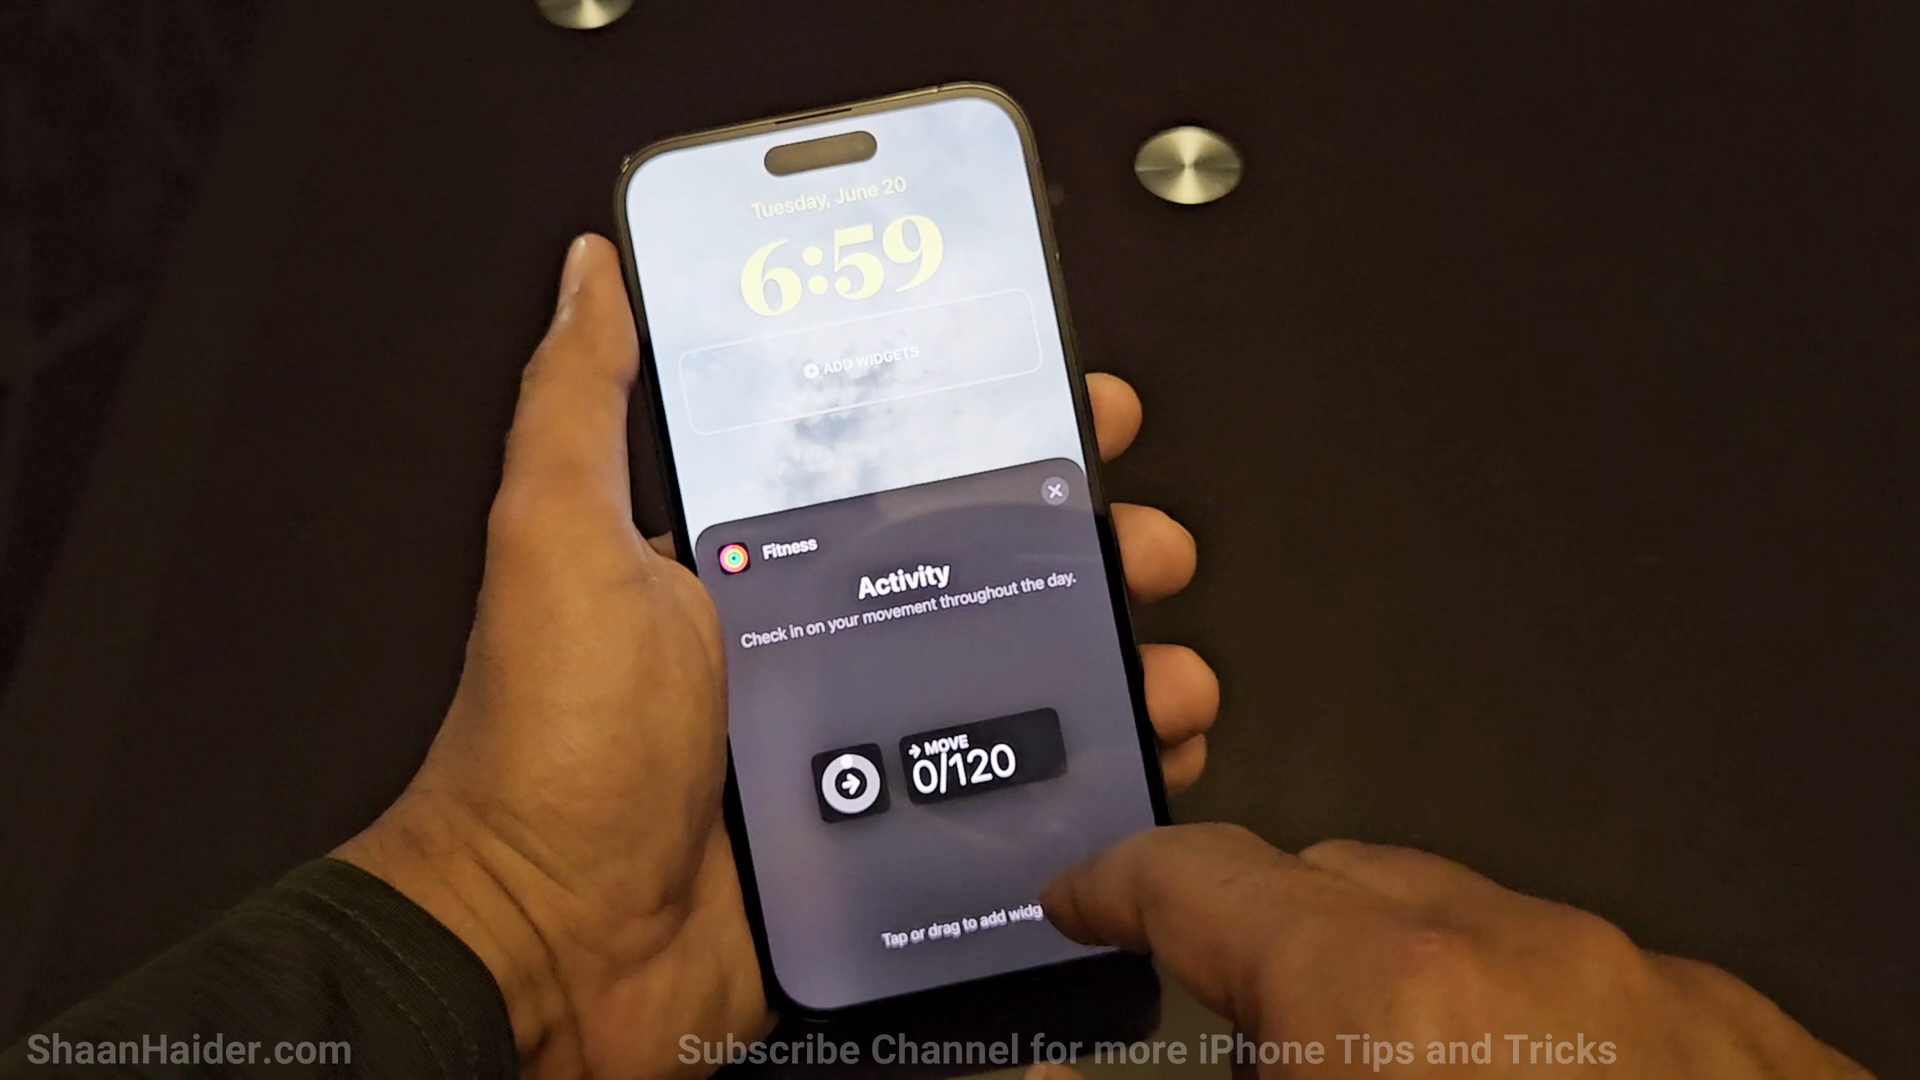 Tuesday, June 20
6:59
ADD WIDGETS
Fitness
Activity
Check in on your movement throughout the day.
MOVE
0/120
Tap or drag to add widg
ShaanHaider.com
Subscribe Channel for more iPhone Tips and Tricks